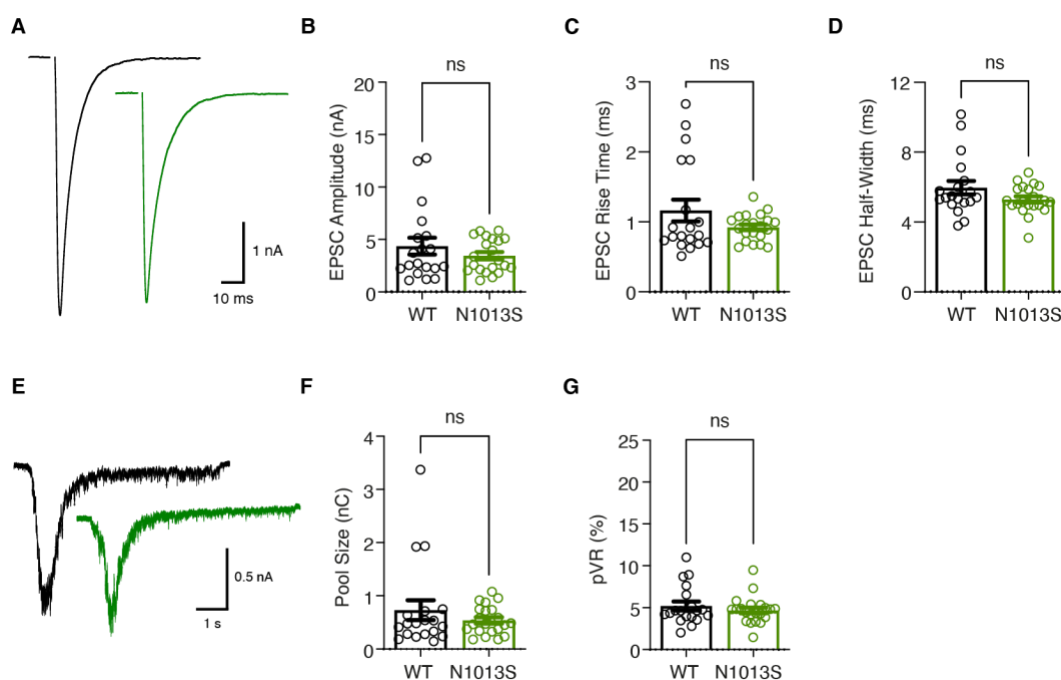 A
B
C
D
1 nA
10 ms
ns
EPSC Amplitude (nA)
20
15
10
5
0
WT N1013S
ns
EPSC Rise Time (ms)
3
2
1
0
WT N1013S
ns
EPSC Half-Width (ms)
12
8
4
0
WT N1013S
E
F
G
0.5 nA
1 s
ns
Pool Size (nC)
4
3
2
1
0
WT N1013S
ns
pVR (%)
25
20
15
10
5
0
WT N1013S